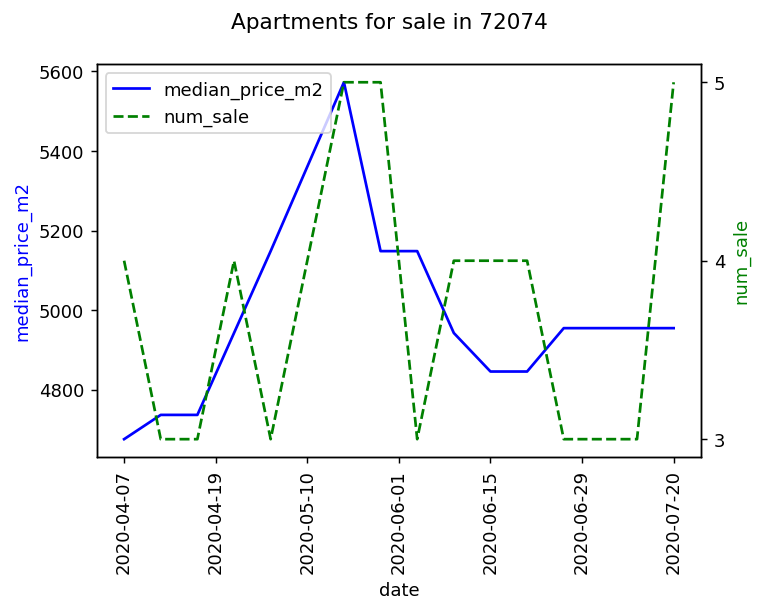 Apartments for sale in 72074
median_price_m2
num_sale
5600
5400
5200
5000
4800
median_price_m2
5
4
3
num_sale
2020-04-07
2020-04-19
2020-05-10
2020-06-01
2020-06-15
2020-06-29
2020-07-20
date